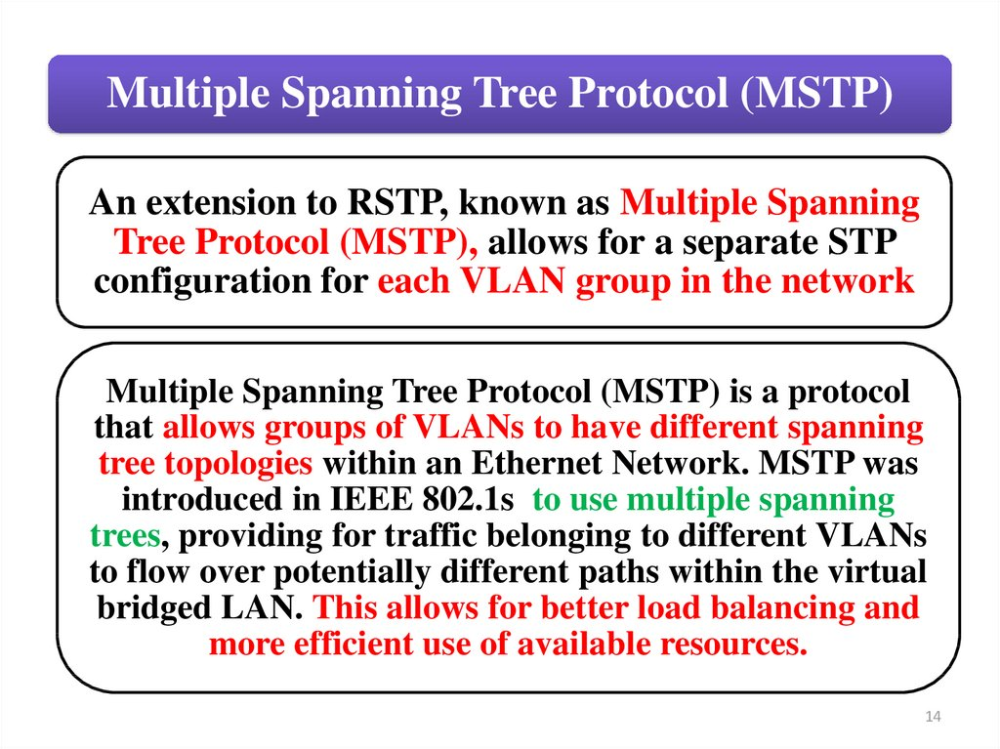 Multiple Spanning Tree Protocol (MSTP)
An extension to RSTP, known as Multiple Spanning
Tree Protocol (MSTP), allows for a separate STP
configuration for each VLAN group in the network
Multiple Spanning Tree Protocol (MSTP) is a protocol
that allows groups of VLANs to have different spanning
tree topologies within an Ethernet Network. MSTP was
introduced in IEEE 802.1s  to use multiple spanning
trees, providing for traffic belonging to different VLANs
to flow over potentially different paths within the virtual
bridged LAN. This allows for better load balancing and
more efficient use of available resources.
14